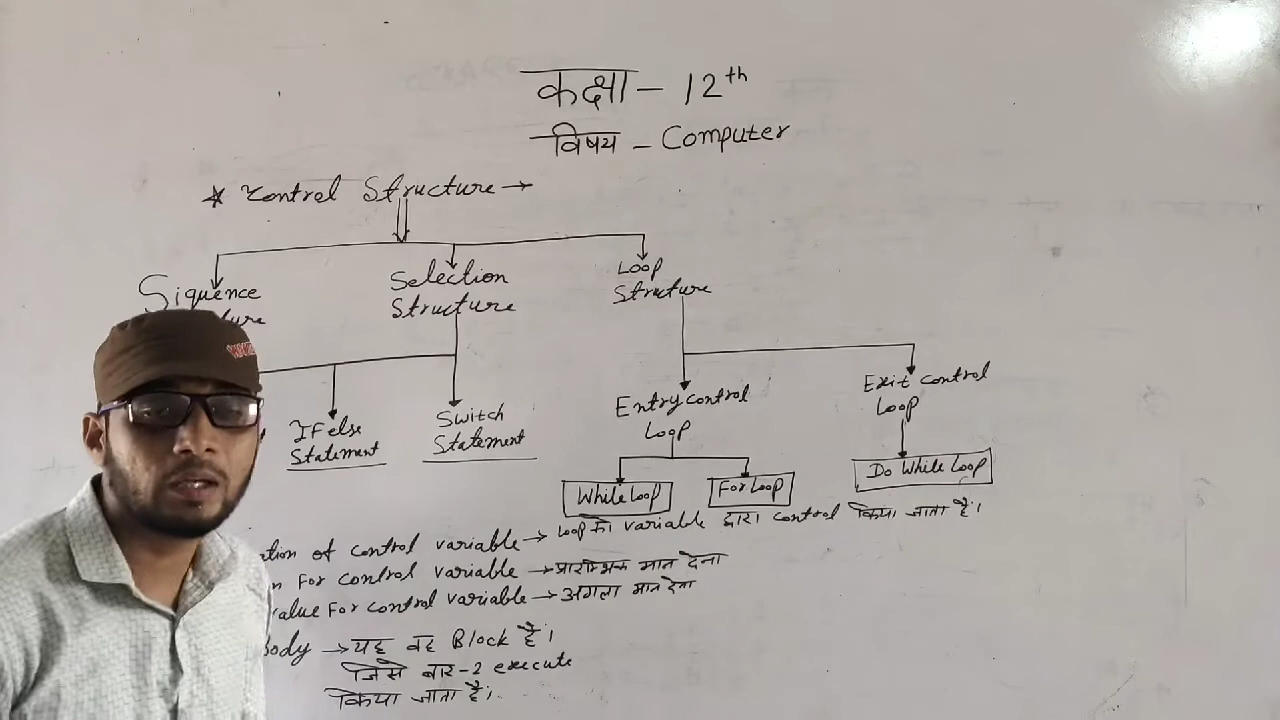 कक्षा – 12th
विषय – Computer
* Control Structure →
Siquence
Selection
Structure
Loop
Structure
IF else
Statement
Switch
Statement
Entry control
Loop
Exit control
Loop
While Loop
For Loop
Do While Loop
tion of control variable → Loop को variable द्वारा control किया जाता है।
n For control variable → प्रारम्भिक मान देना
alue For control variable → अगला मान देना
Body → यह वह Block है।
जिसे बार-2 execute
किया जाता है।